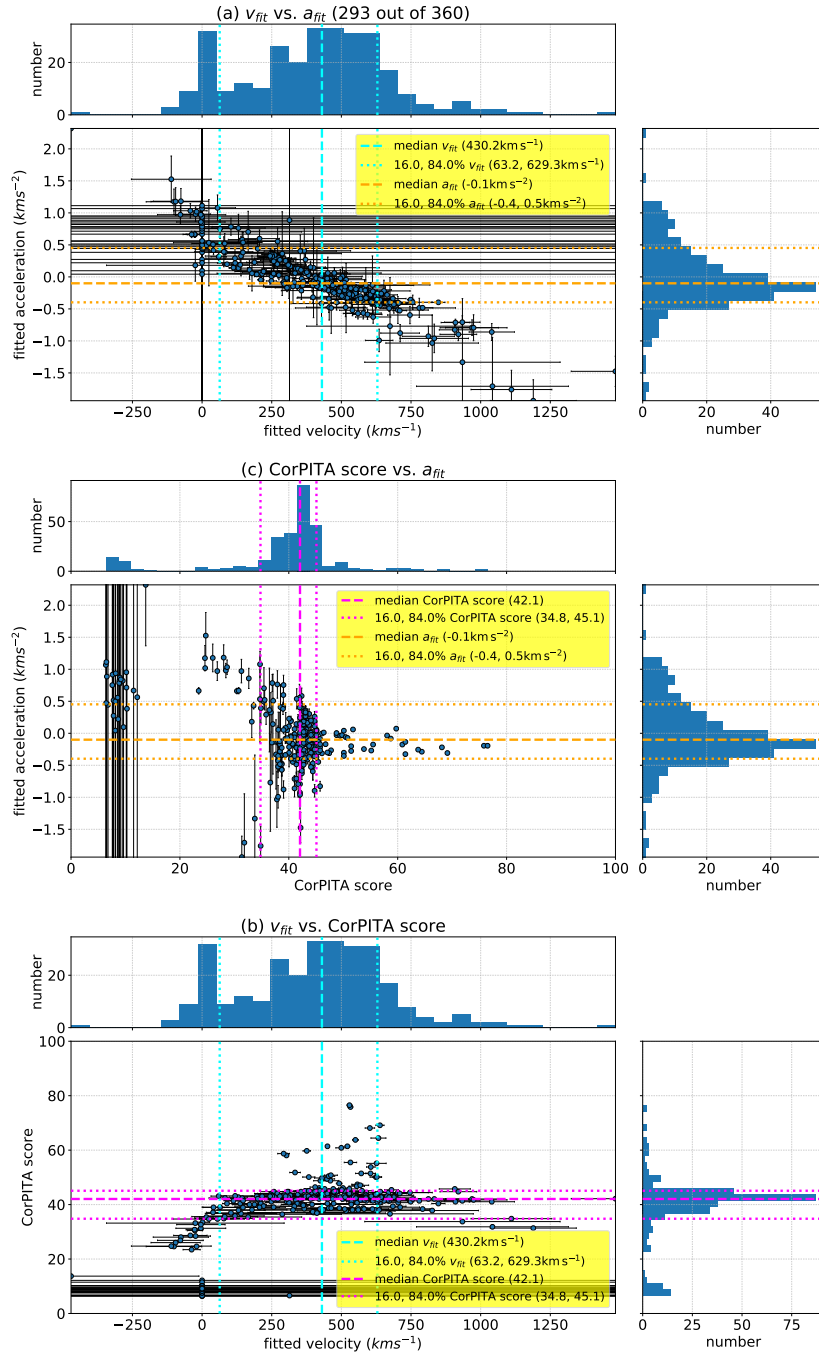 (a) v_fit vs. a_fit (293 out of 360)
number
20
0
fitted acceleration (kms⁻²)
2.0
1.5
1.0
0.5
0.0
−0.5
−1.0
−1.5
median v_fit (430.2km s⁻¹)
16.0, 84.0% v_fit (63.2, 629.3km s⁻¹)
median a_fit (-0.1km s⁻²)
16.0, 84.0% a_fit (-0.4, 0.5km s⁻²)
−250 0 250 500 750 1000 1250
fitted velocity (kms⁻¹)
0 20 40
number
(c) CorPITA score vs. a_fit
number
50
0
fitted acceleration (kms⁻²)
2.0
1.5
1.0
0.5
0.0
−0.5
−1.0
−1.5
median CorPITA score (42.1)
16.0, 84.0% CorPITA score (34.8, 45.1)
median a_fit (-0.1km s⁻²)
16.0, 84.0% a_fit (-0.4, 0.5km s⁻²)
0 20 40 60 80 100
CorPITA score
0 20 40
number
(b) v_fit vs. CorPITA score
number
20
0
CorPITA score
100
80
60
40
20
0
median v_fit (430.2km s⁻¹)
16.0, 84.0% v_fit (63.2, 629.3km s⁻¹)
median CorPITA score (42.1)
16.0, 84.0% CorPITA score (34.8, 45.1)
−250 0 250 500 750 1000 1250
fitted velocity (kms⁻¹)
0 25 50 75
number